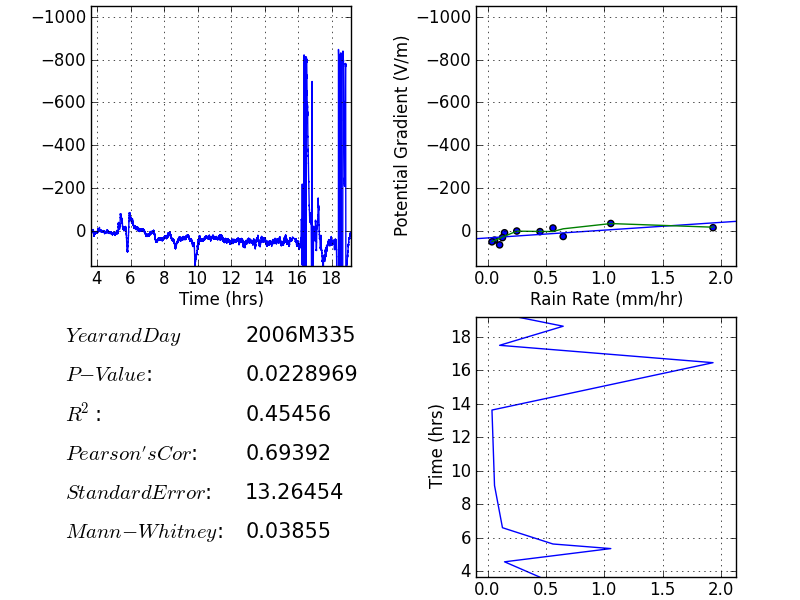 −1000
−800
−600
−400
−200
0
4 6 8 10 12 14 16 18
Time (hrs)
Potential Gradient (V/m)
−1000
−800
−600
−400
−200
0
0.0 0.5 1.0 1.5 2.0
Rain Rate (mm/hr)
YearandDay 2006M335
P−Value: 0.0228969
R²: 0.45456
Pearson'sCor: 0.69392
StandardError: 13.26454
Mann−Whitney: 0.03855
Time (hrs)
18
16
14
12
10
8
6
4
0.0 0.5 1.0 1.5 2.0